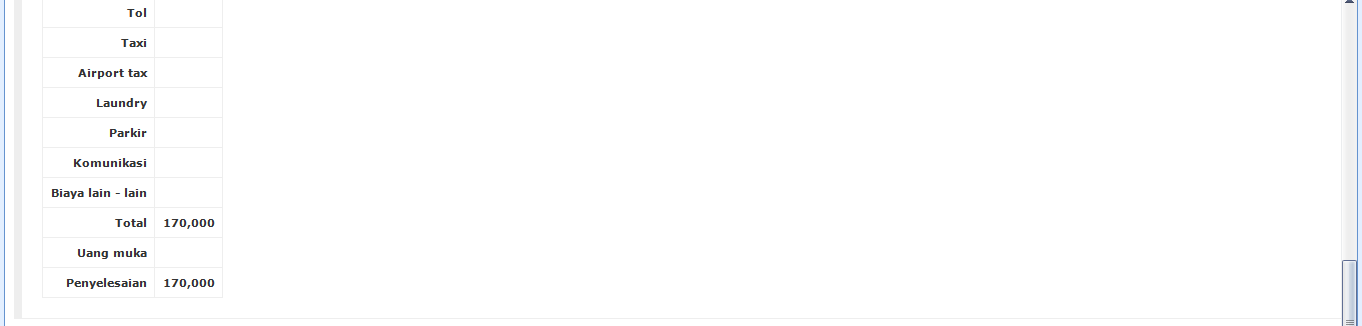 Tol
Taxi
Airport tax
Laundry
Parkir
Komunikasi
Biaya lain - lain
Total 170,000
Uang muka
Penyelesaian 170,000